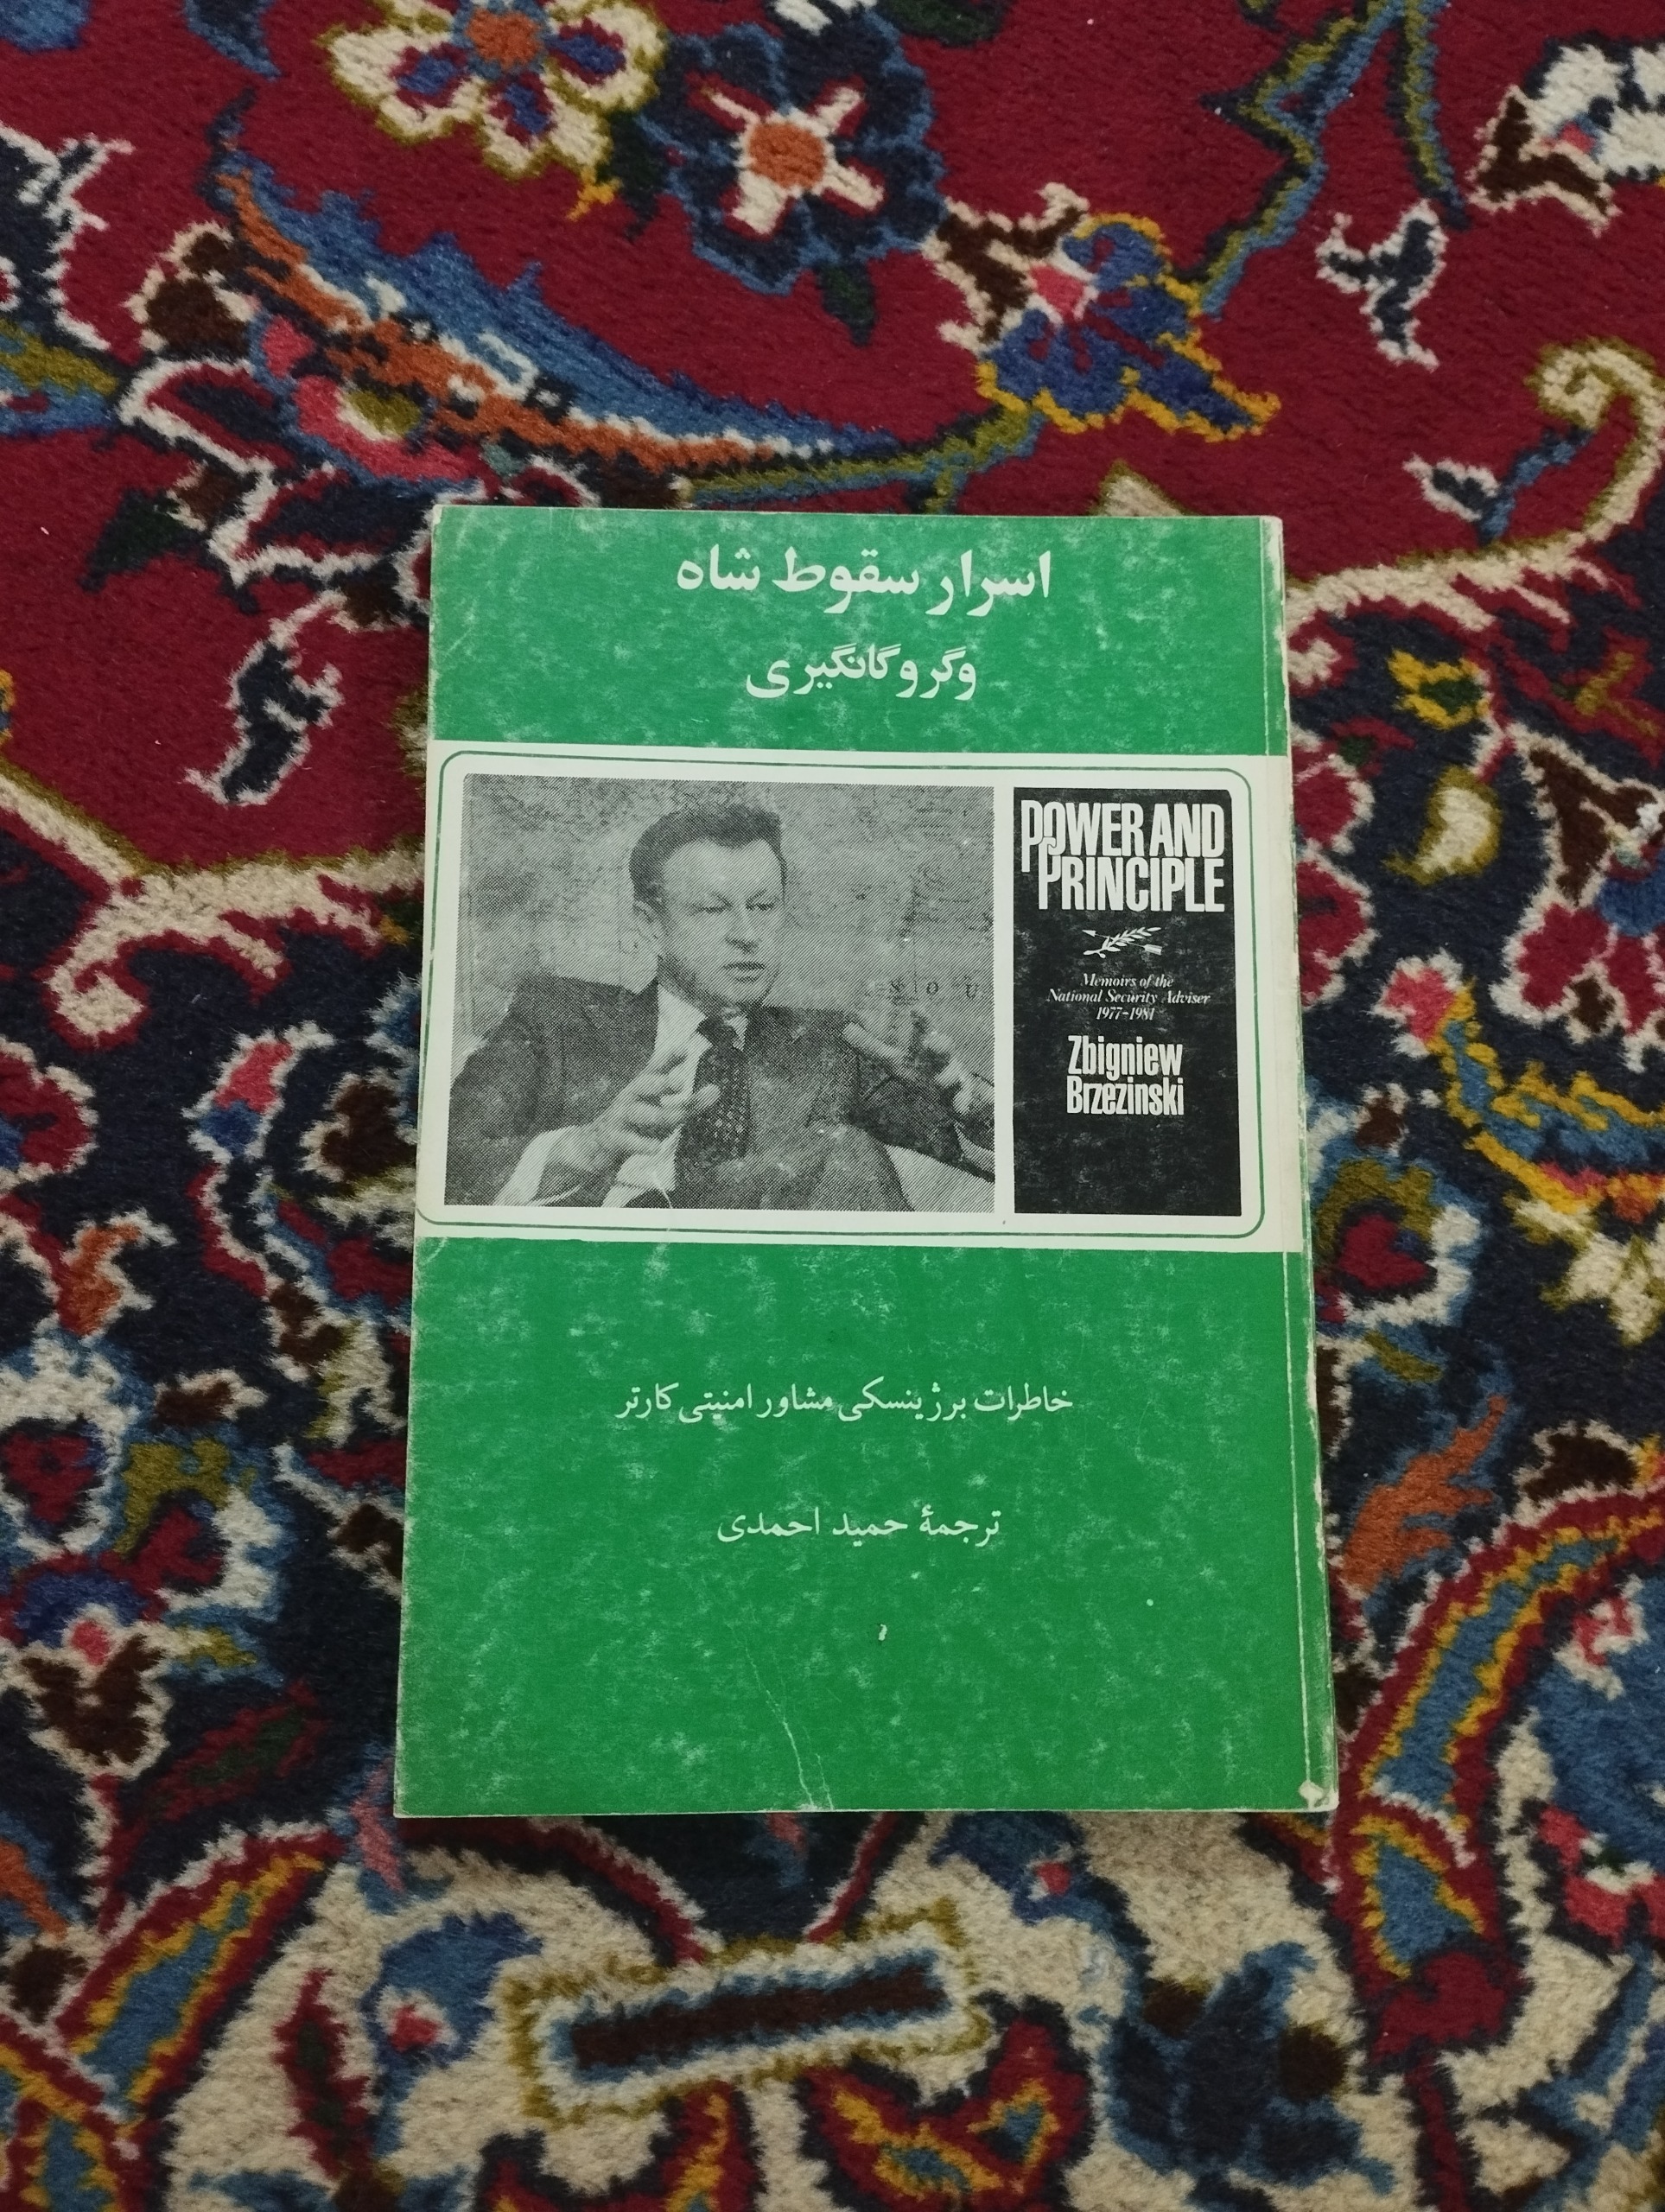 اسرار سقوط شاه
وگروگانگیری
POWER AND
PRINCIPLE
Memoirs of the
National Security Adviser
1977-1981
Zbigniew
Brzezinski
S O U
خاطرات برژینسکی مشاور امنیتی کارتر
ترجمهٔ حمید احمدی